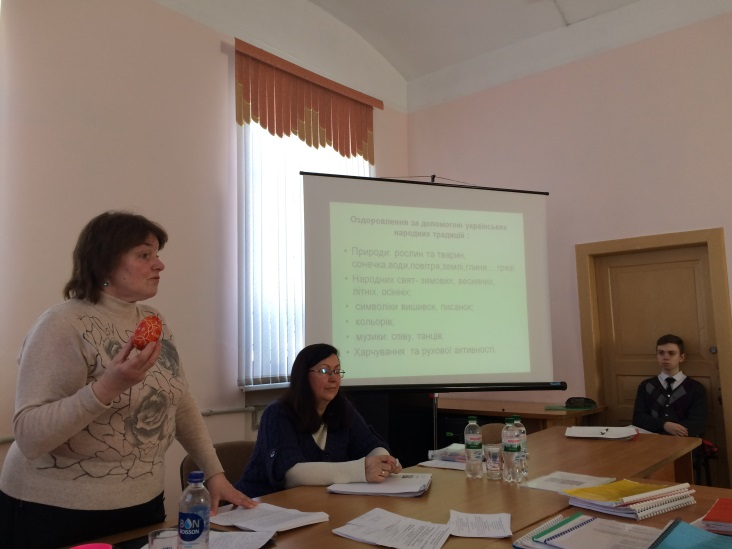 Оздоровлення за допомогою українських
народних традицій :
• Природи: рослин та тварин,
сонечка,води,повітря,землі,глини
• Народних свят- зимових, весняних,
літніх, осінніх;
• символіки вишивок, писанок;
• кольорів;
• музики, співу, танців;
• Харчування та рухової активності
BON
BOISSON